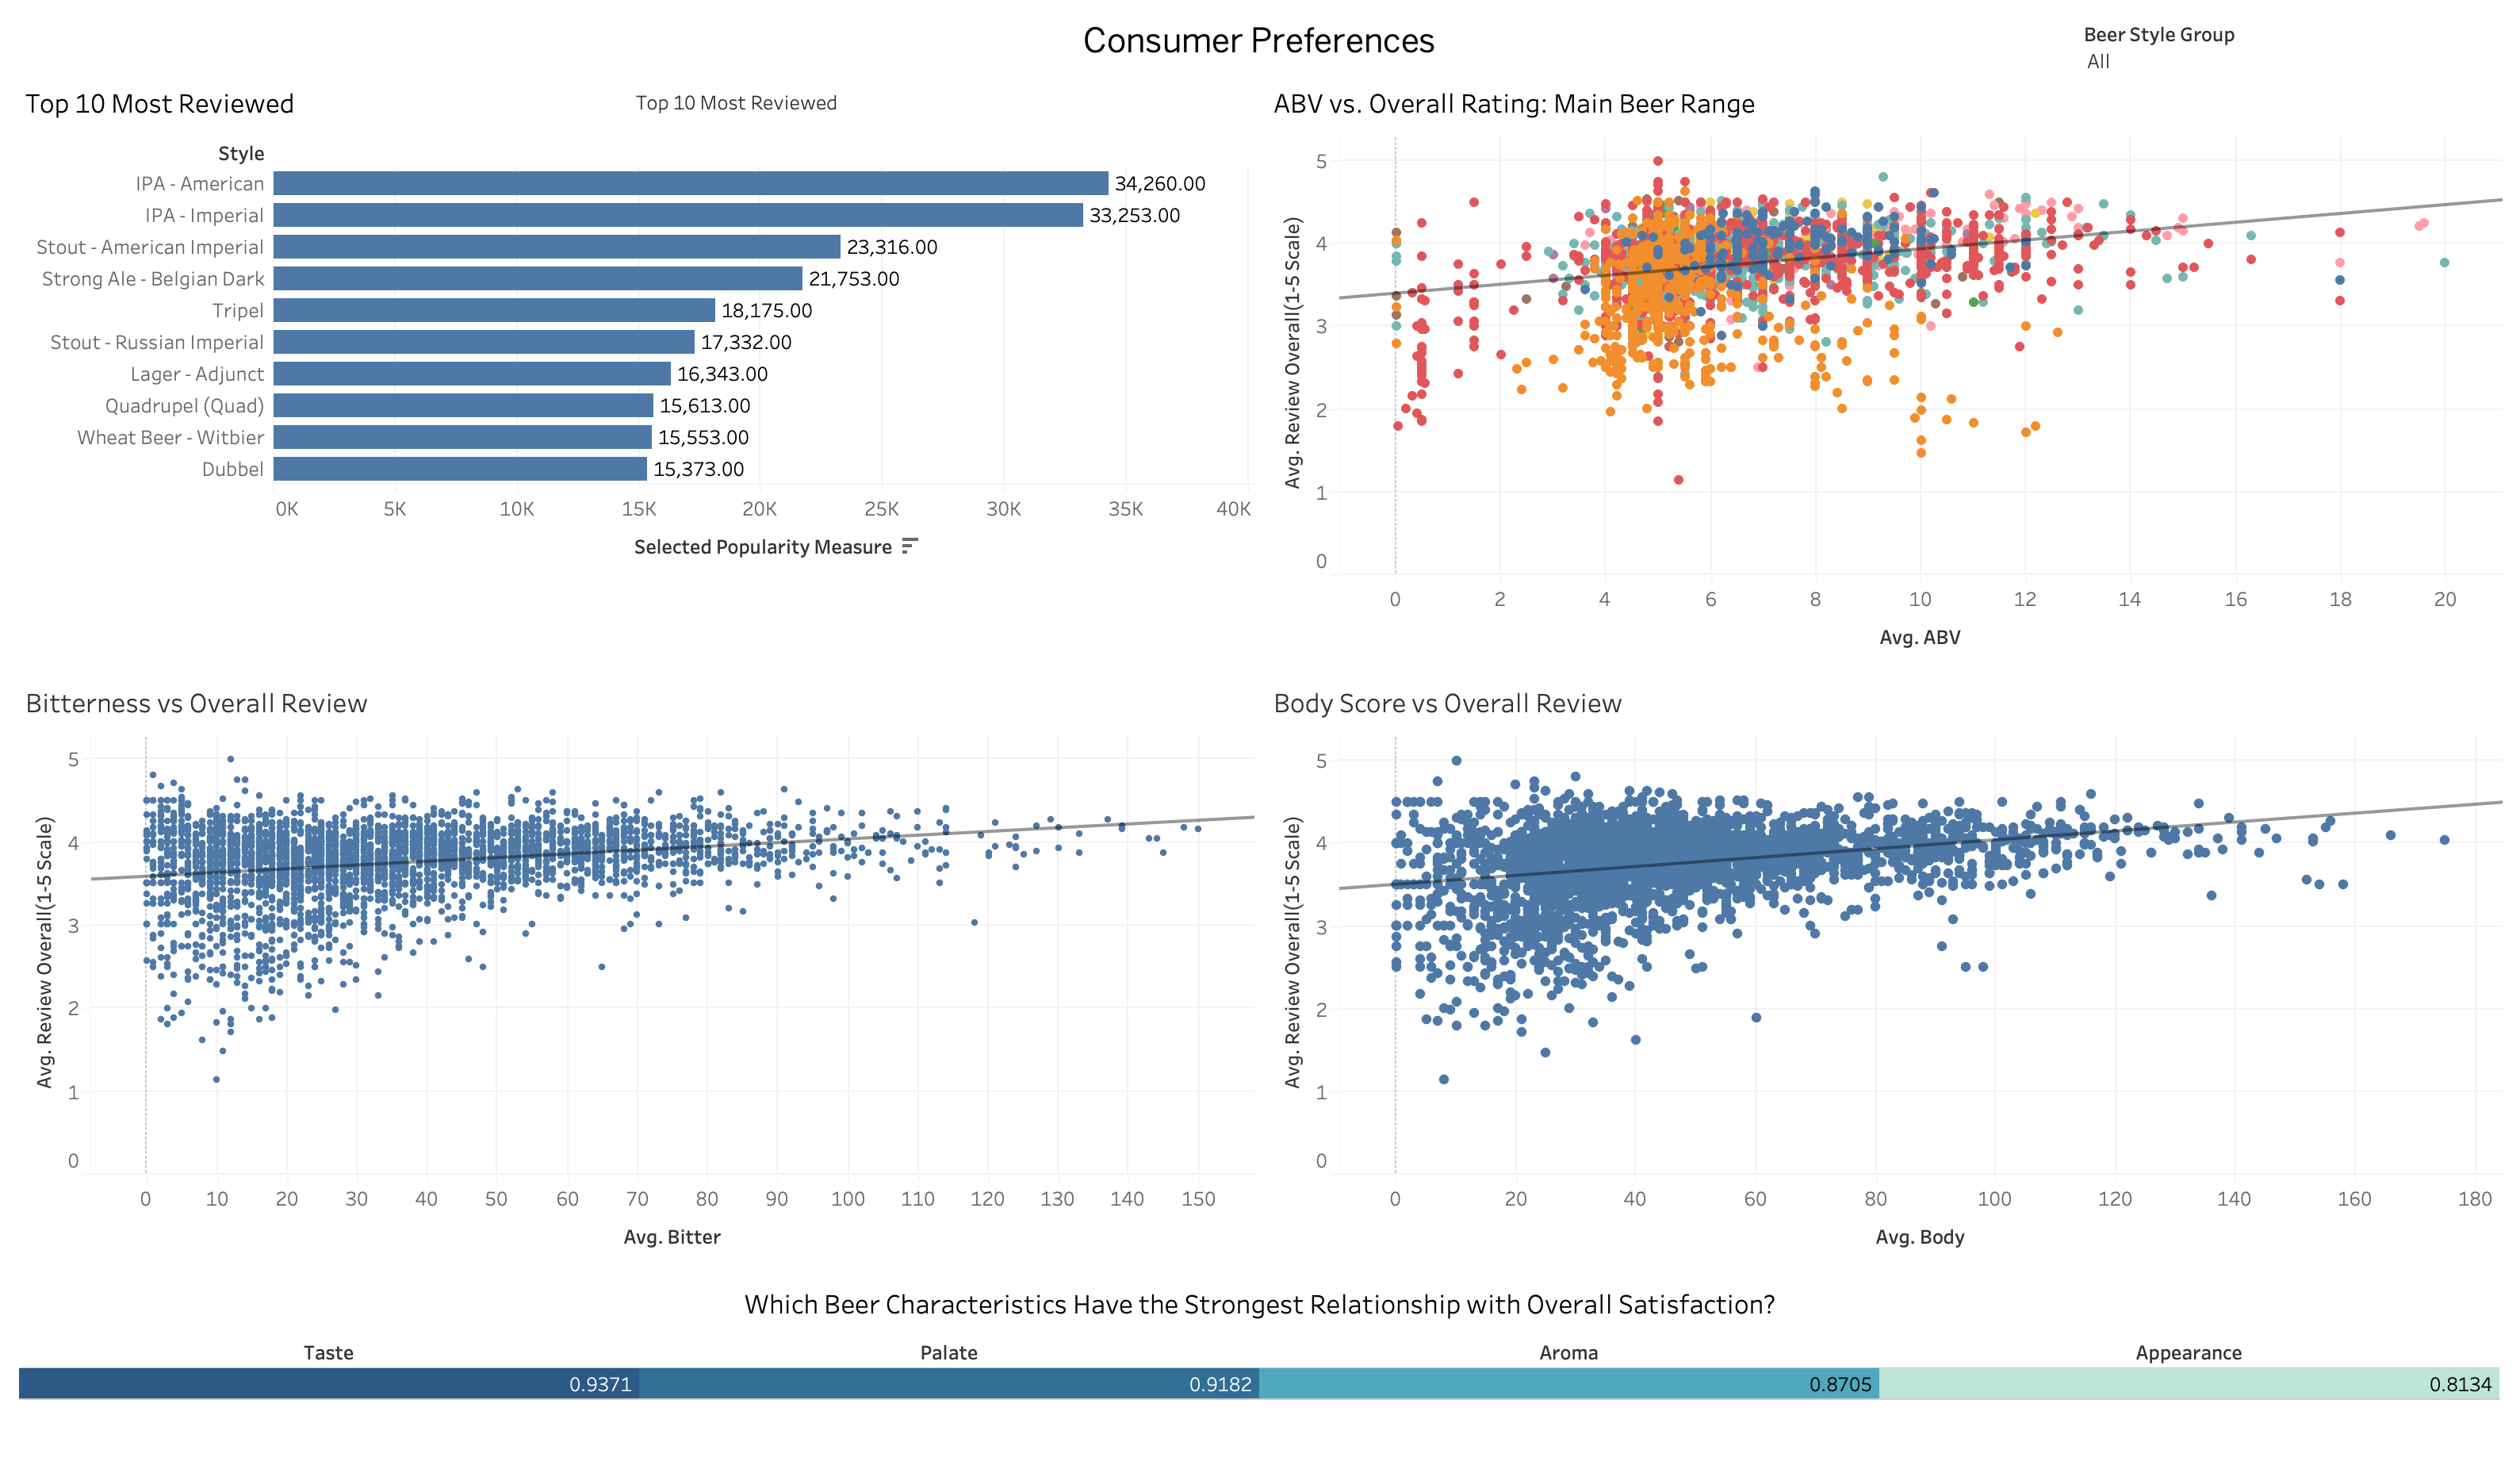 Consumer Preferences
Beer Style Group
All
Top 10 Most Reviewed
Top 10 Most Reviewed
Style
IPA - American 34,260.00
IPA - Imperial 33,253.00
Stout - American Imperial 23,316.00
Strong Ale - Belgian Dark 21,753.00
Tripel 18,175.00
Stout - Russian Imperial 17,332.00
Lager - Adjunct 16,343.00
Quadrupel (Quad) 15,613.00
Wheat Beer - Witbier 15,553.00
Dubbel 15,373.00
0K 5K 10K 15K 20K 25K 30K 35K 40K
Selected Popularity Measure
ABV vs. Overall Rating: Main Beer Range
Avg. Review Overall(1-5 Scale)
5
4
3
2
1
0
0 2 4 6 8 10 12 14 16 18 20
Avg. ABV
Bitterness vs Overall Review
Avg. Review Overall(1-5 Scale)
5
4
3
2
1
0
0 10 20 30 40 50 60 70 80 90 100 110 120 130 140 150
Avg. Bitter
Body Score vs Overall Review
Avg. Review Overall(1-5 Scale)
5
4
3
2
1
0
0 20 40 60 80 100 120 140 160 180
Avg. Body
Which Beer Characteristics Have the Strongest Relationship with Overall Satisfaction?
Taste Palate Aroma Appearance
0.9371 0.9182 0.8705 0.8134